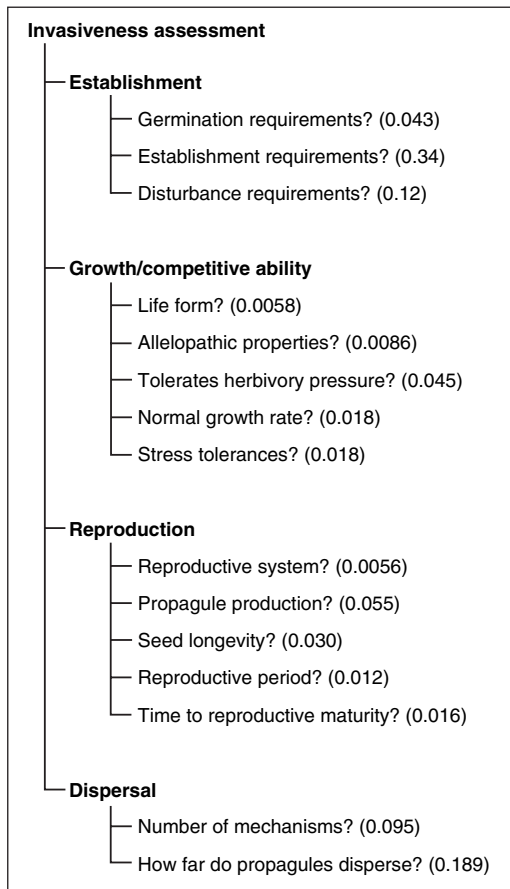 Invasiveness assessment
Establishment
Germination requirements? (0.043)
Establishment requirements? (0.34)
Disturbance requirements? (0.12)
Growth/competitive ability
Life form? (0.0058)
Allelopathic properties? (0.0086)
Tolerates herbivory pressure? (0.045)
Normal growth rate? (0.018)
Stress tolerances? (0.018)
Reproduction
Reproductive system? (0.0056)
Propagule production? (0.055)
Seed longevity? (0.030)
Reproductive period? (0.012)
Time to reproductive maturity? (0.016)
Dispersal
Number of mechanisms? (0.095)
How far do propagules disperse? (0.189)